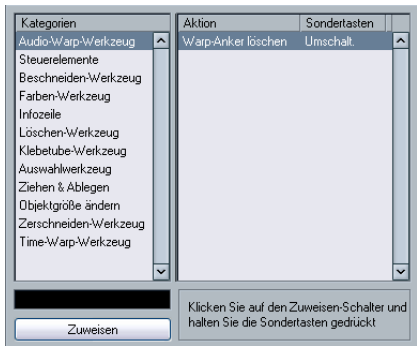 Kategorien
Audio-Warp-Werkzeug
Steuerelemente
Beschneiden-Werkzeug
Farben-Werkzeug
Infozeile
Löschen-Werkzeug
Klebetube-Werkzeug
Auswahlwerkzeug
Ziehen & Ablegen
Objektgröße ändern
Zerschneiden-Werkzeug
Time-Warp-Werkzeug
Aktion Sondertasten
Warp-Anker löschen Umschalt.
Zuweisen
Klicken Sie auf den Zuweisen-Schalter und
halten Sie die Sondertasten gedrückt